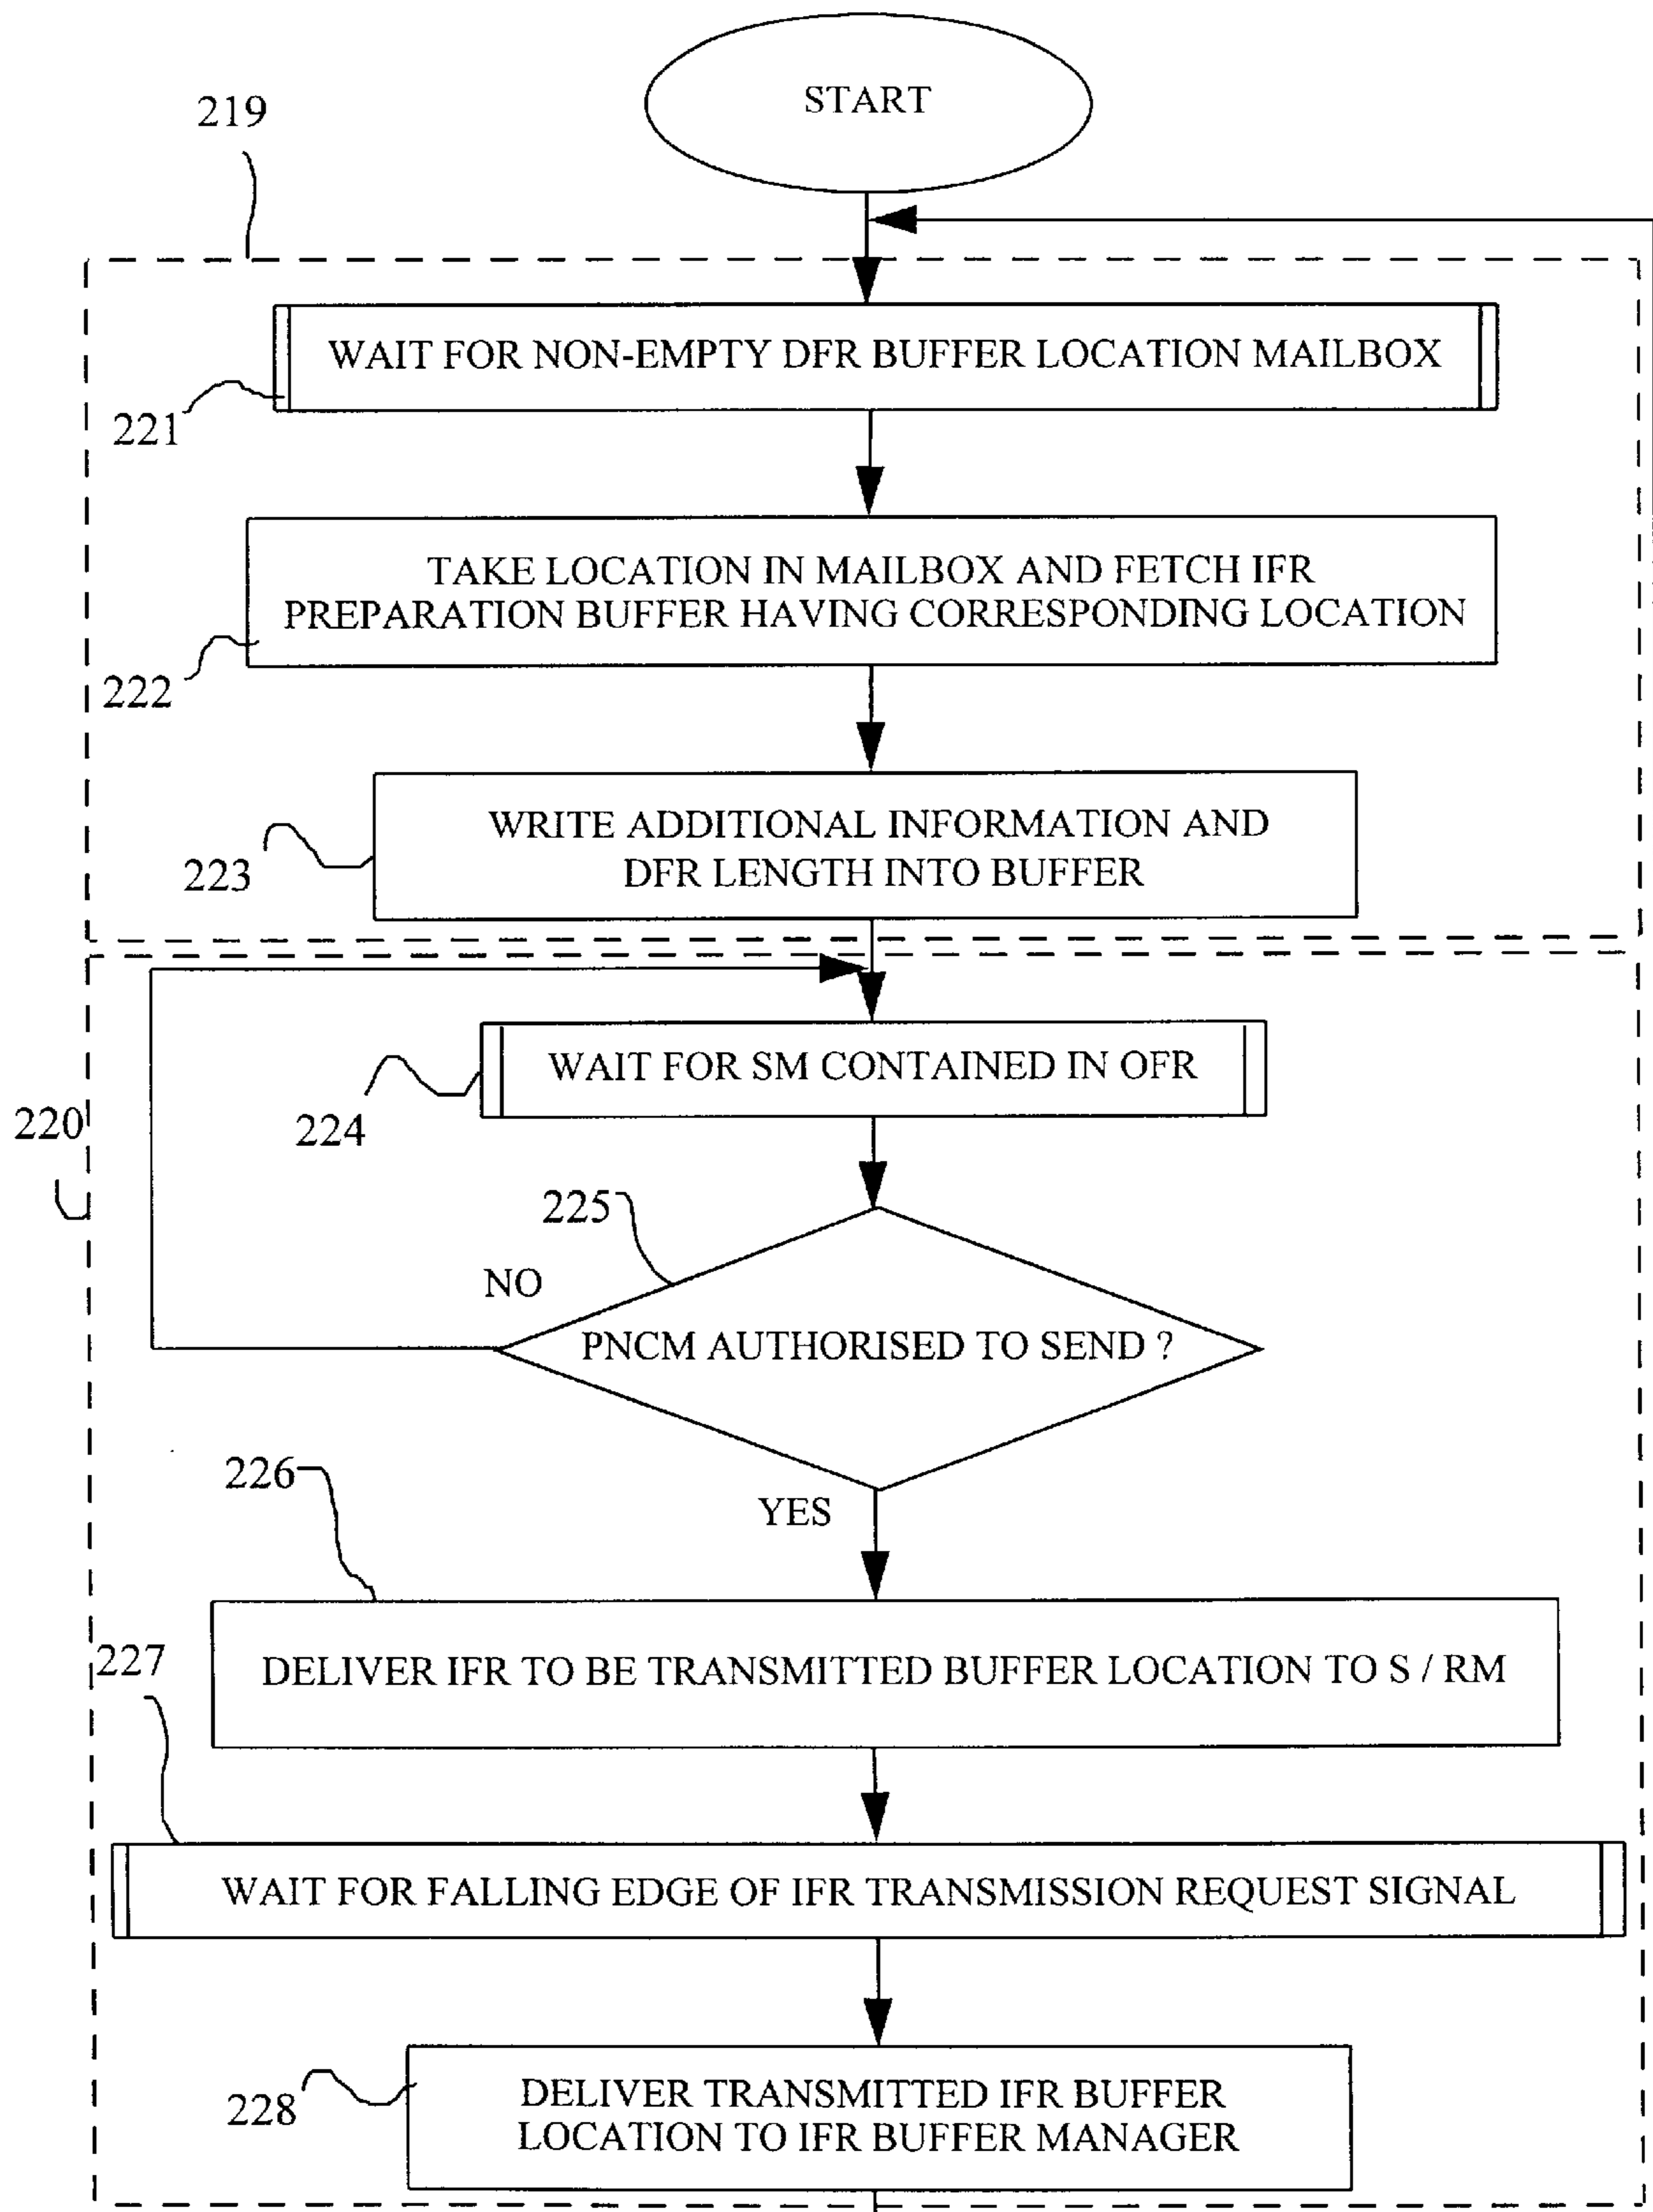 START
219
WAIT FOR NON-EMPTY DFR BUFFER LOCATION MAILBOX
221
TAKE LOCATION IN MAILBOX AND FETCH IFR
PREPARATION BUFFER HAVING CORRESPONDING LOCATION
222
WRITE ADDITIONAL INFORMATION AND
DFR LENGTH INTO BUFFER
223
WAIT FOR SM CONTAINED IN OFR
220
224
225
NO
PNCM AUTHORISED TO SEND ?
226
YES
227
DELIVER IFR TO BE TRANSMITTED BUFFER LOCATION TO S / RM
WAIT FOR FALLING EDGE OF IFR TRANSMISSION REQUEST SIGNAL
DELIVER TRANSMITTED IFR BUFFER
LOCATION TO IFR BUFFER MANAGER
228